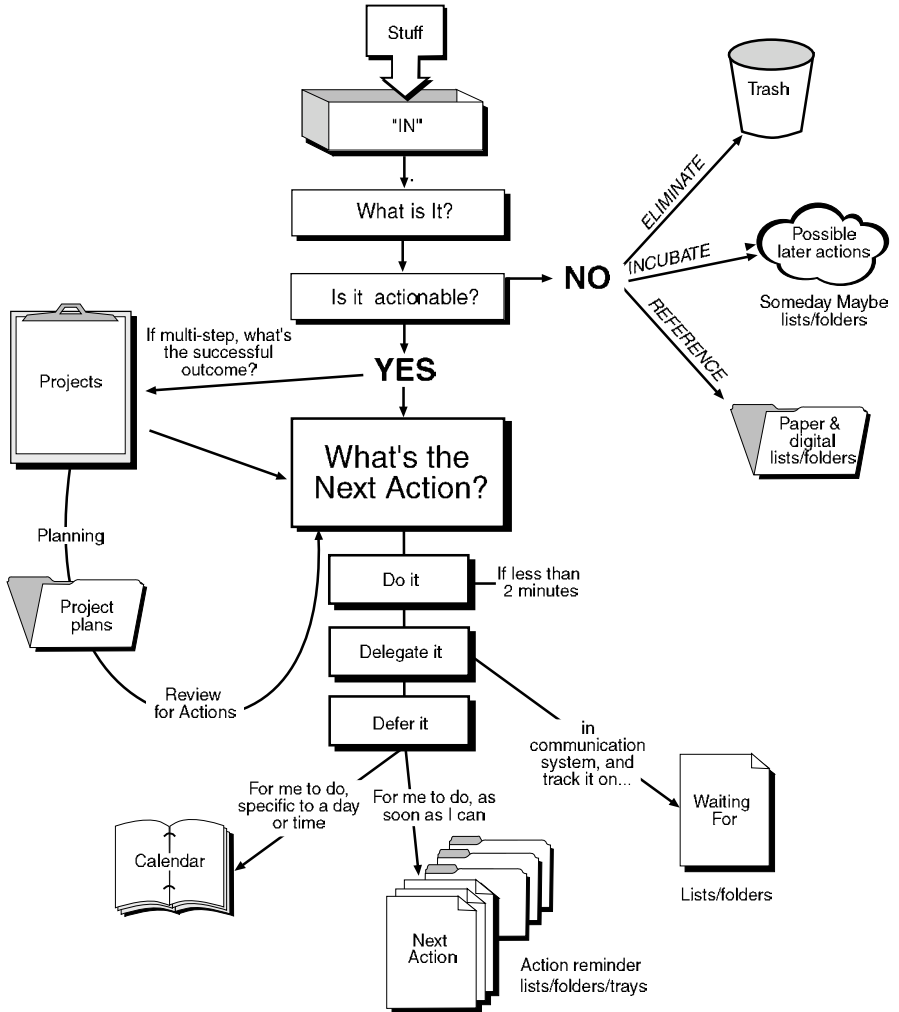 Stuff
"IN"
What is It?
Is it actionable?
NO
ELIMINATE
Trash
INCUBATE
Possible
later actions
Someday Maybe
lists/folders
REFERENCE
Paper &
digital
lists/folders
YES
If multi-step, what's
the successful
outcome?
Projects
Planning
Project
plans
Review
for Actions
What's the
Next Action?
Do it
If less than
2 minutes
Delegate it
in
communication
system, and
track it on...
Waiting
For
Lists/folders
Defer it
For me to do,
specific to a day
or time
Calendar
For me to do, as
soon as I can
Next
Action
Action reminder
lists/folders/trays